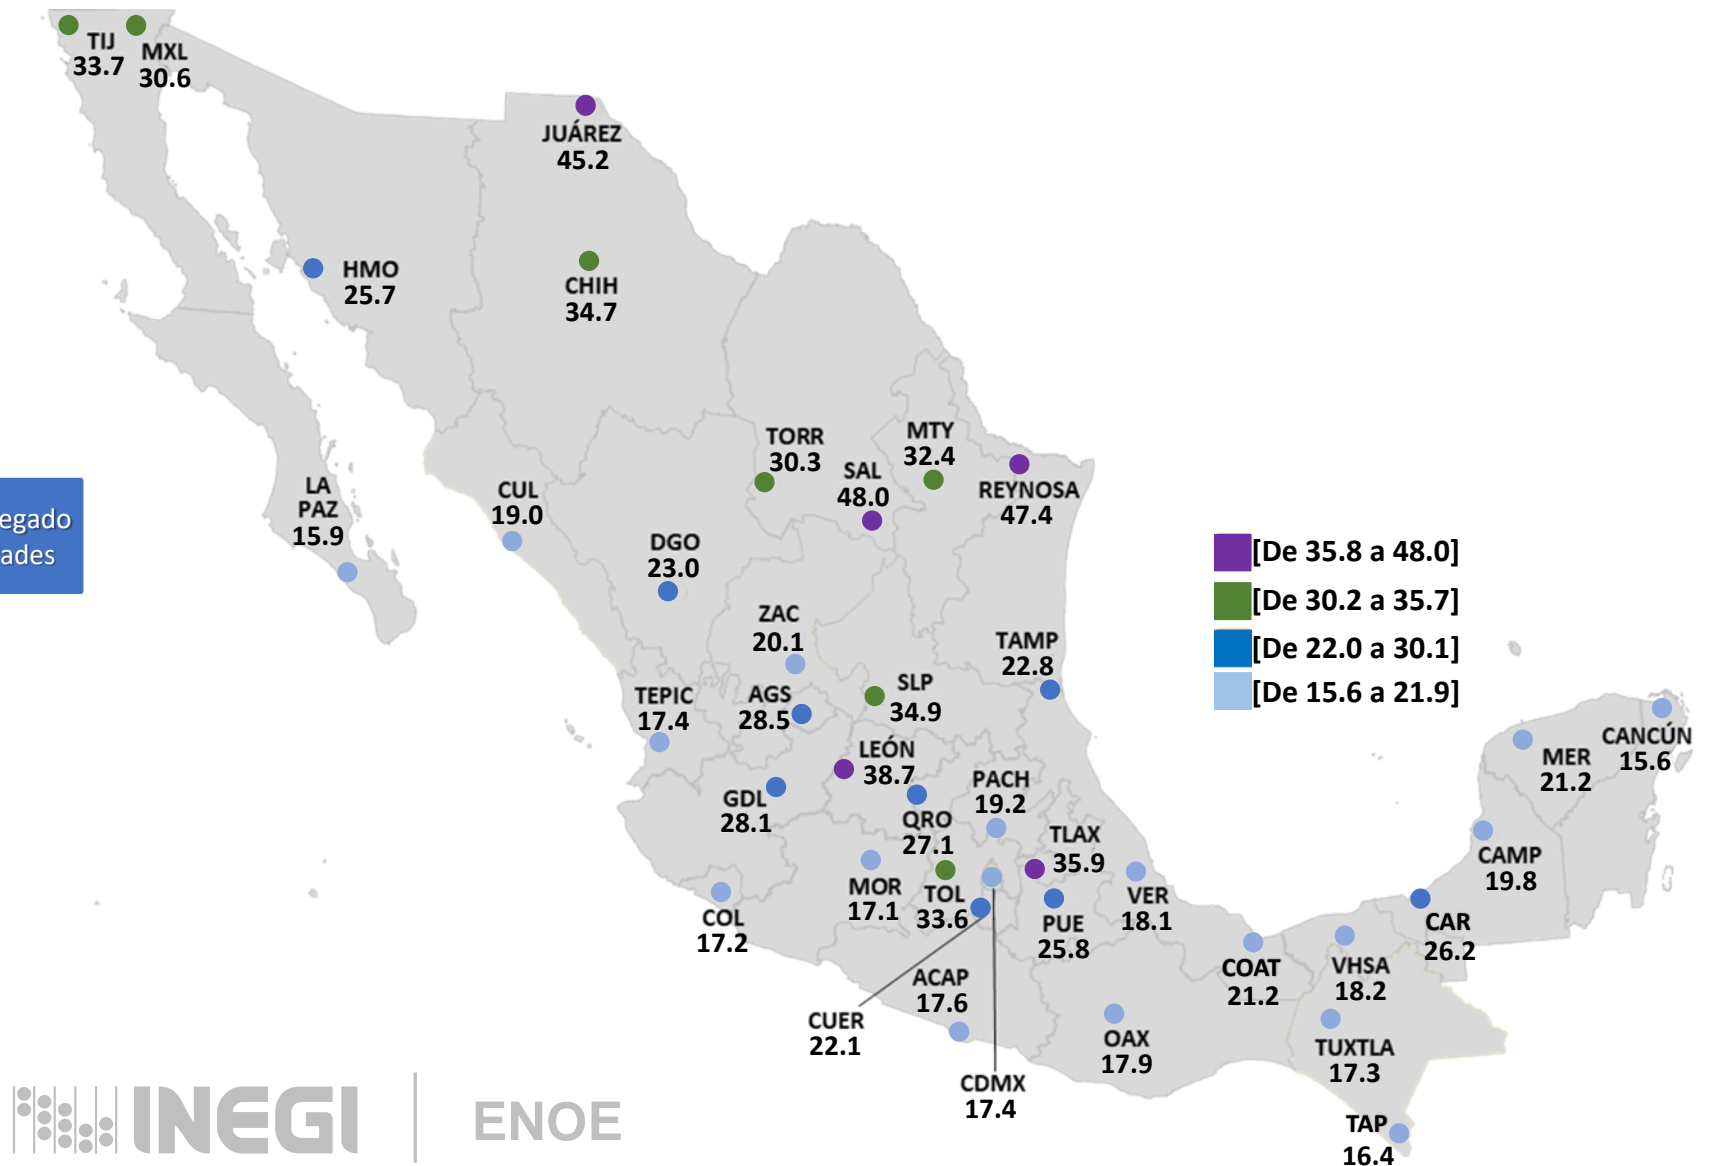 TIJ
33.7
MXL
30.6
JUÁREZ
45.2
HMO
25.7
CHIH
34.7
TORR
30.3
MTY
32.4
SAL
48.0
REYNOSA
47.4
LA
PAZ
15.9
CUL
19.0
egado
ades
DGO
23.0
[De 35.8 a 48.0]
[De 30.2 a 35.7]
[De 22.0 a 30.1]
[De 15.6 a 21.9]
ZAC
20.1
TAMP
22.8
TEPIC
17.4
AGS
28.5
SLP
34.9
LEÓN
38.7
CANCÚN
15.6
MER
21.2
GDL
28.1
PACH
19.2
QRO
27.1
TLAX
35.9
CAMP
19.8
MOR
17.1
TOL
33.6
VER
18.1
COL
17.2
PUE
25.8
CAR
26.2
ACAP
17.6
COAT
21.2
VHSA
18.2
CUER
22.1
OAX
17.9
TUXTLA
17.3
CDMX
17.4
TAP
16.4
INEGI
ENOE